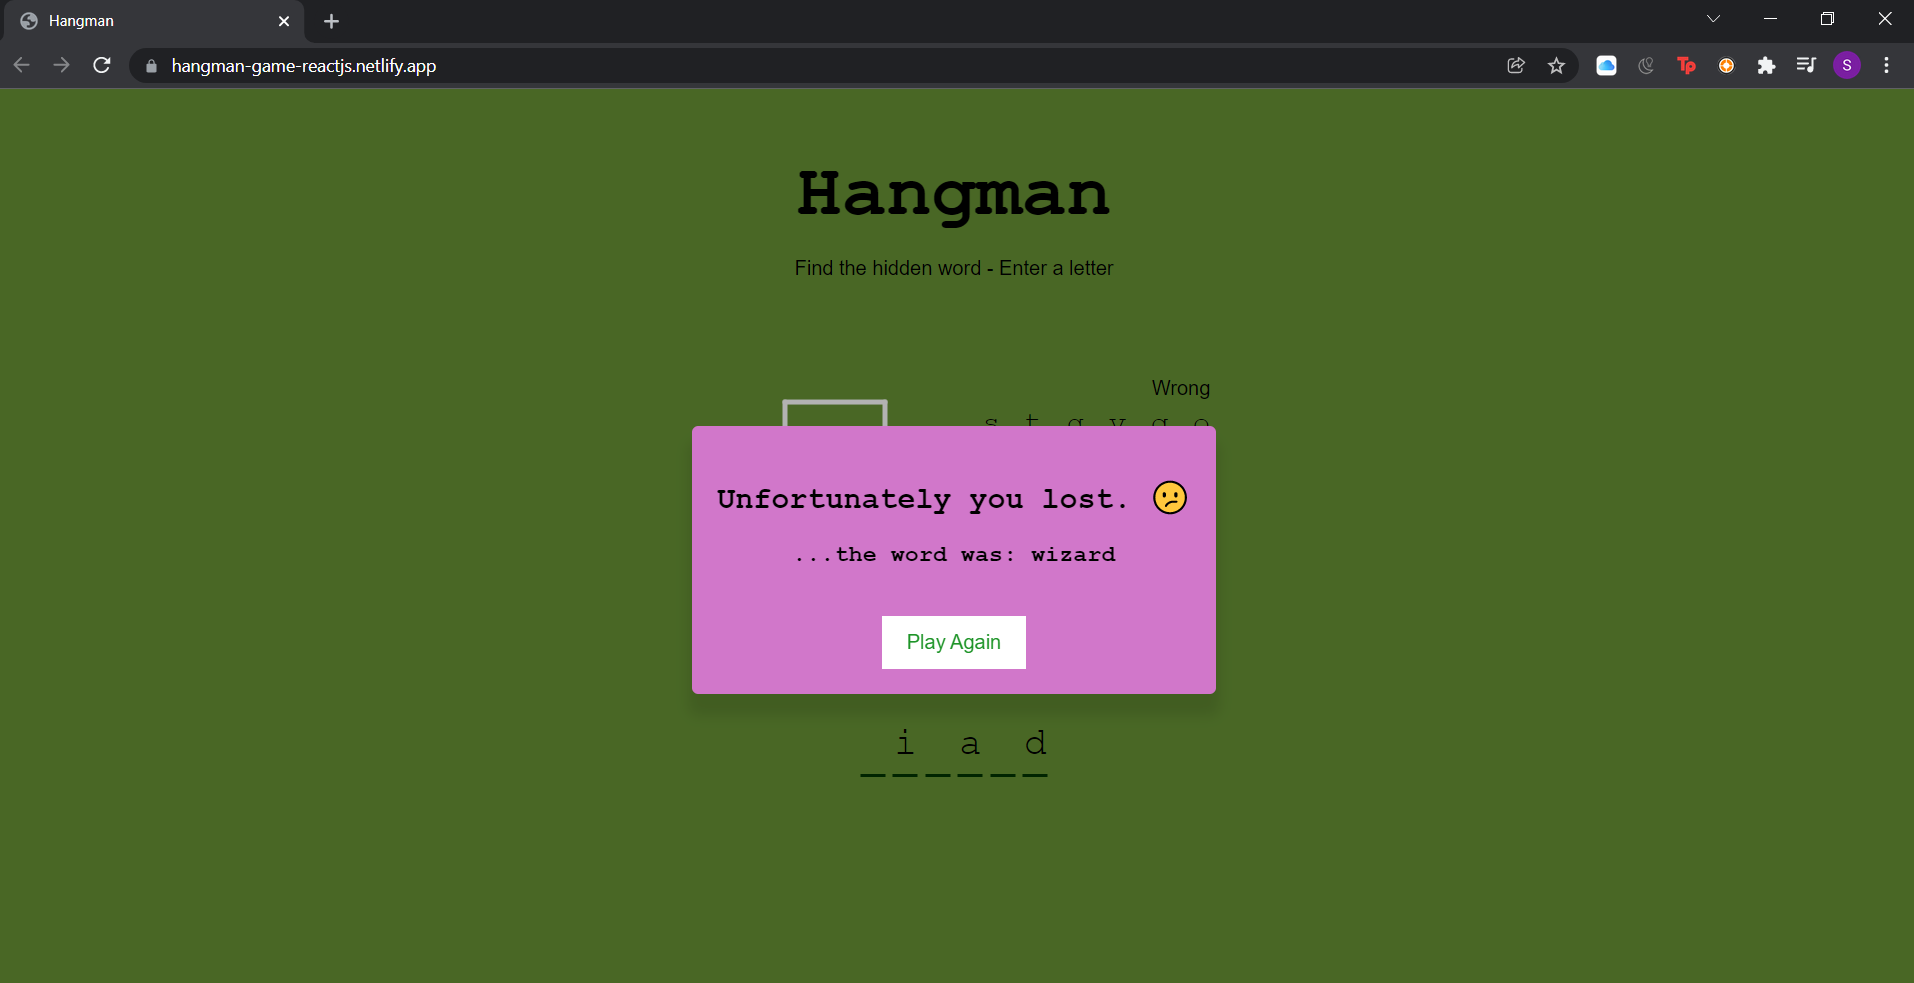 Hangman
hangman-game-reactjs.netlify.app
Tp
S
Hangman
Find the hidden word - Enter a letter
Wrong
Unfortunately you lost. 😕
...the word was: wizard
Play Again
i a d